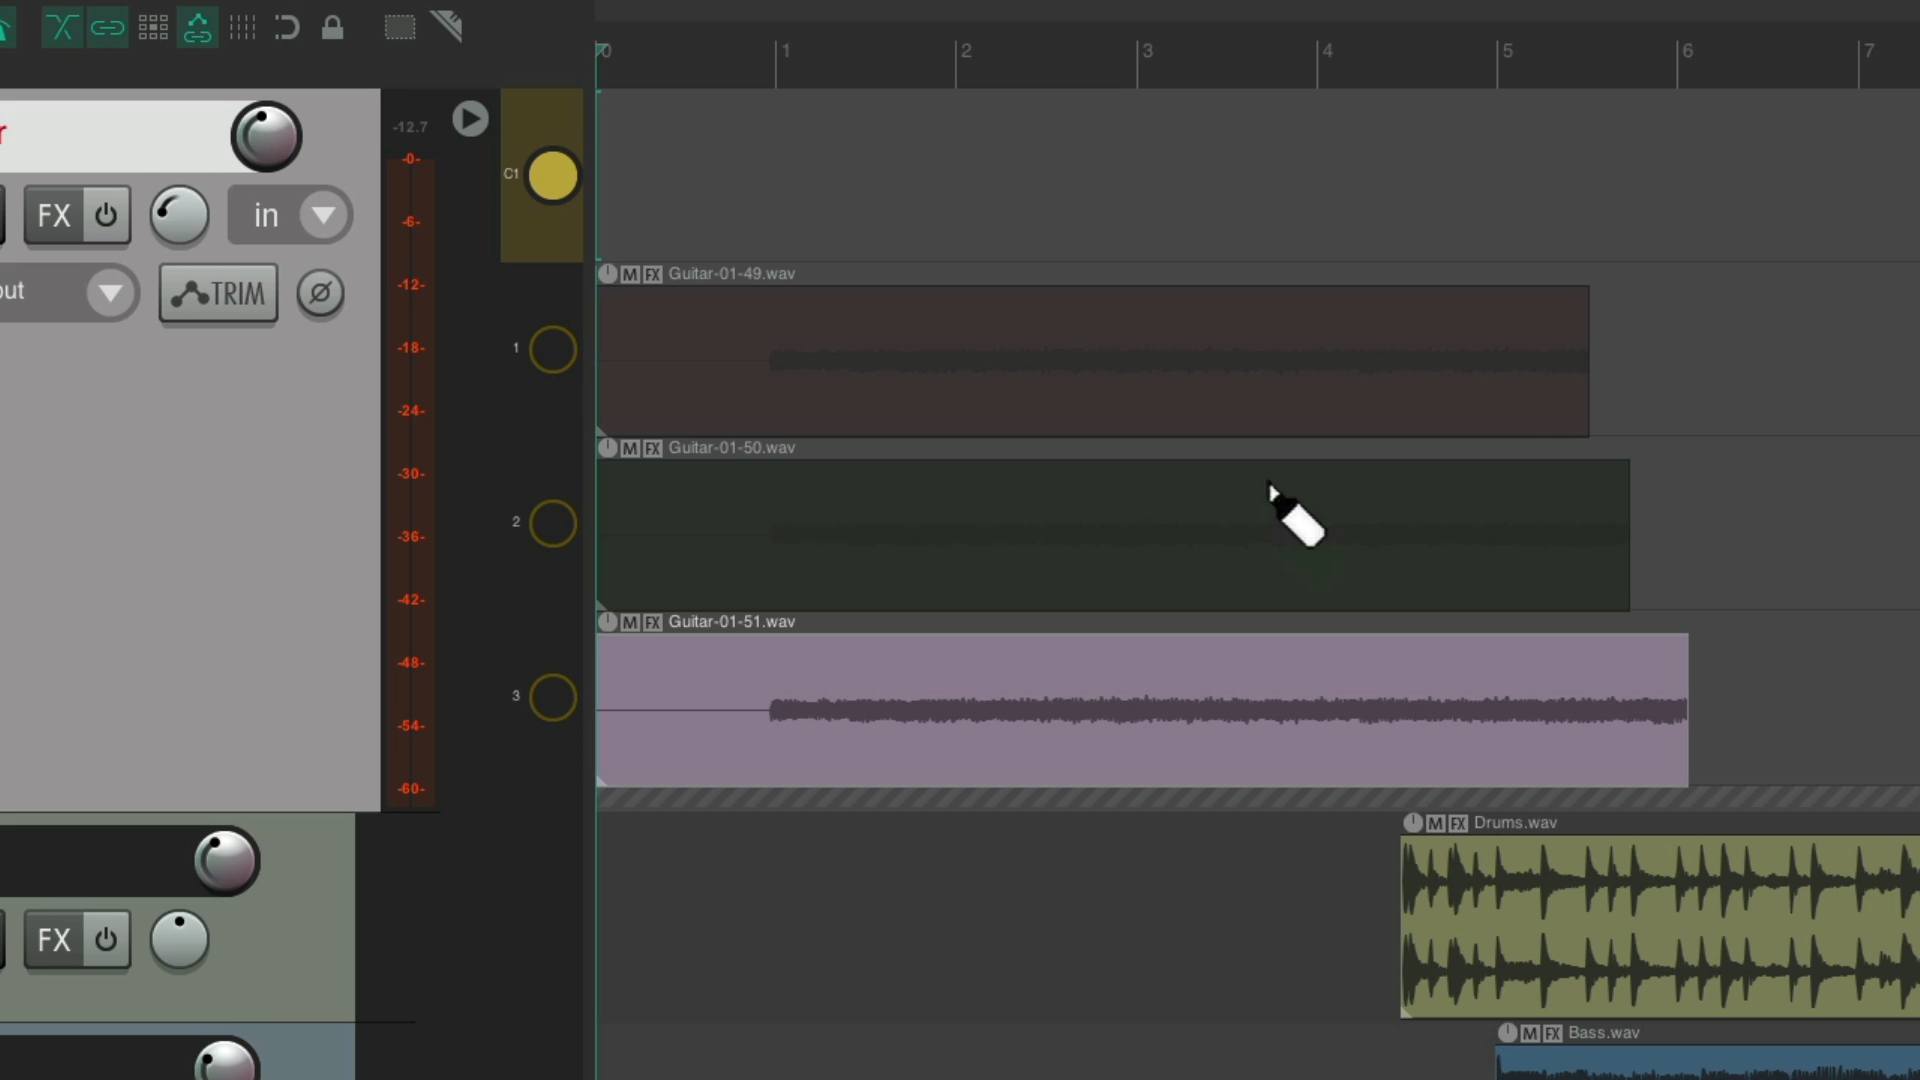 0 1 2 3 4 5 6 7
r
-12.7
C1
FX in
out TRIM
-0-
-6-
-12-
-18-
-24-
-30-
-36-
-42-
-48-
-54-
-60-
M FX Guitar-01-49.wav
1
M FX Guitar-01-50.wav
2
M FX Guitar-01-51.wav
3
M FX Drums.wav
FX
M FX Bass.wav